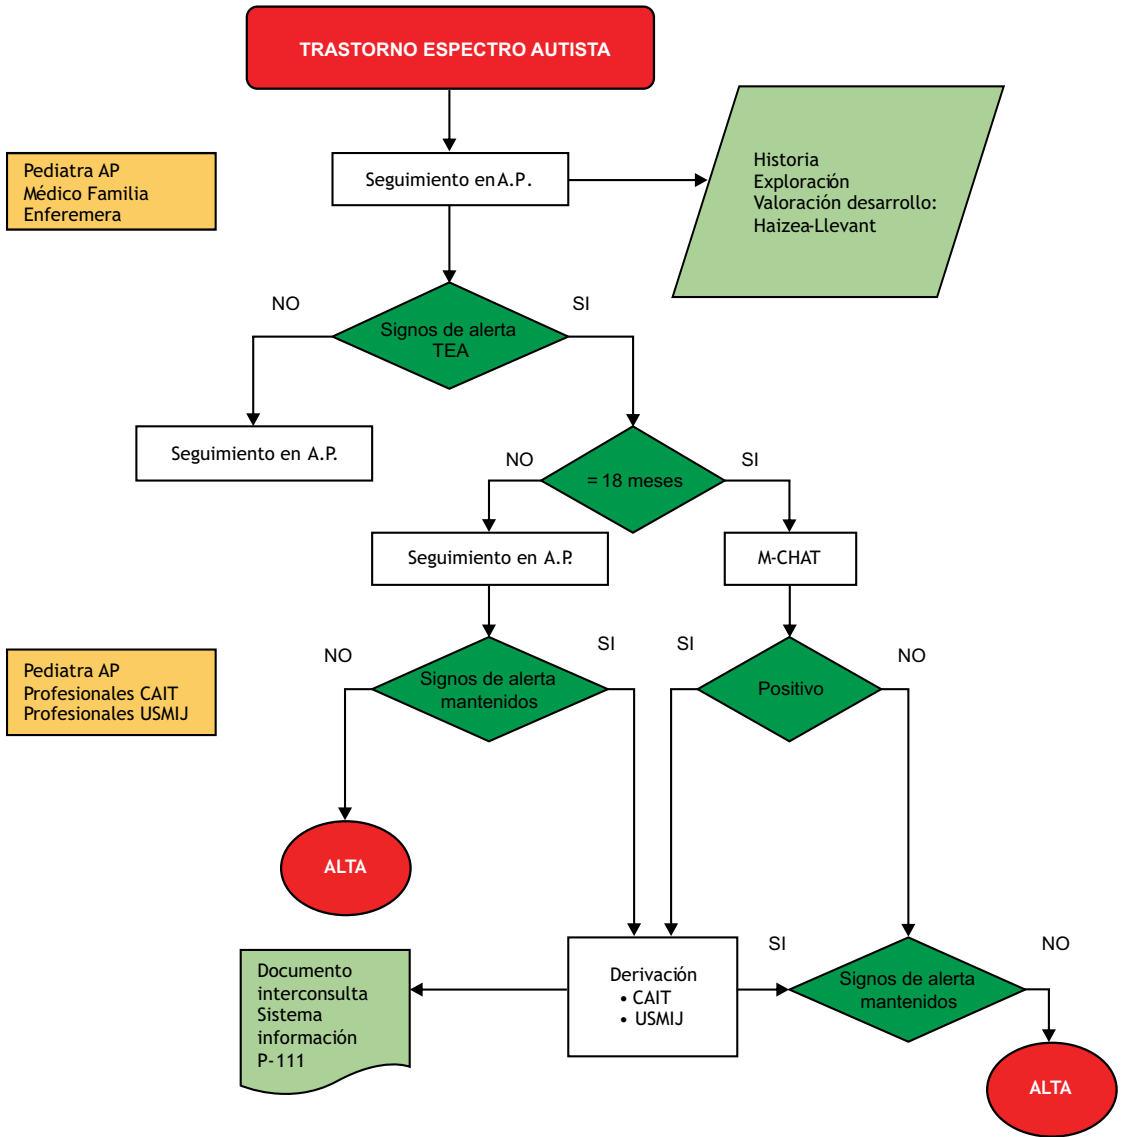 TRASTORNO ESPECTRO AUTISTA
Pediatra AP
Médico Familia
Enferemera
Seguimiento en A.P.
Historia
Exploración
Valoración desarrollo:
Haizea-Llevant
NO
SI
Signos de alerta
TEA
Seguimiento en A.P.
NO
SI
= 18 meses
Seguimiento en A.P.
M-CHAT
Pediatra AP
Profesionales CAIT
Profesionales USMIJ
NO
SI
Signos de alerta
mantenidos
SI
NO
Positivo
ALTA
Documento
interconsulta
Sistema
información
P-111
Derivación
• CAIT
• USMIJ
SI
NO
Signos de alerta
mantenidos
ALTA